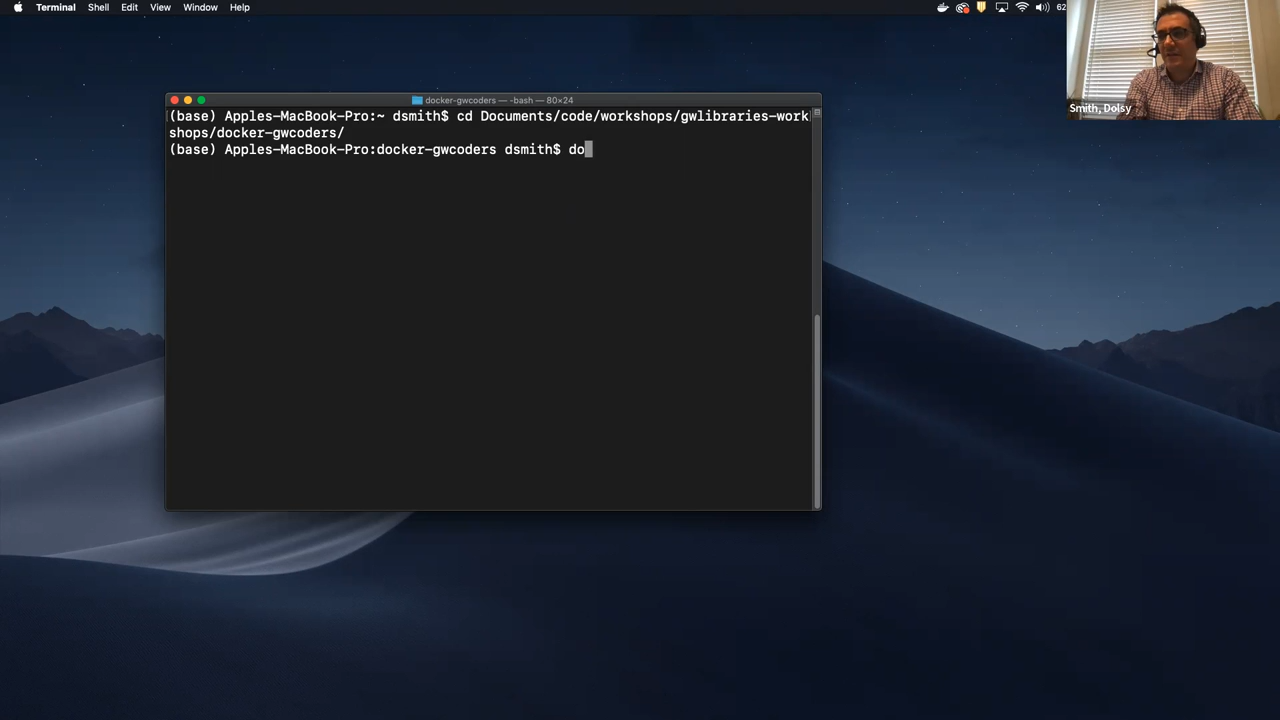 Terminal Shell Edit View Window Help 62
Smith, Dolsy
docker-gwcoders — -bash — 80×24
(base) Apples-MacBook-Pro:~ dsmith$ cd Documents/code/workshops/gwlibraries-work
shops/docker-gwcoders/
(base) Apples-MacBook-Pro:docker-gwcoders dsmith$ do